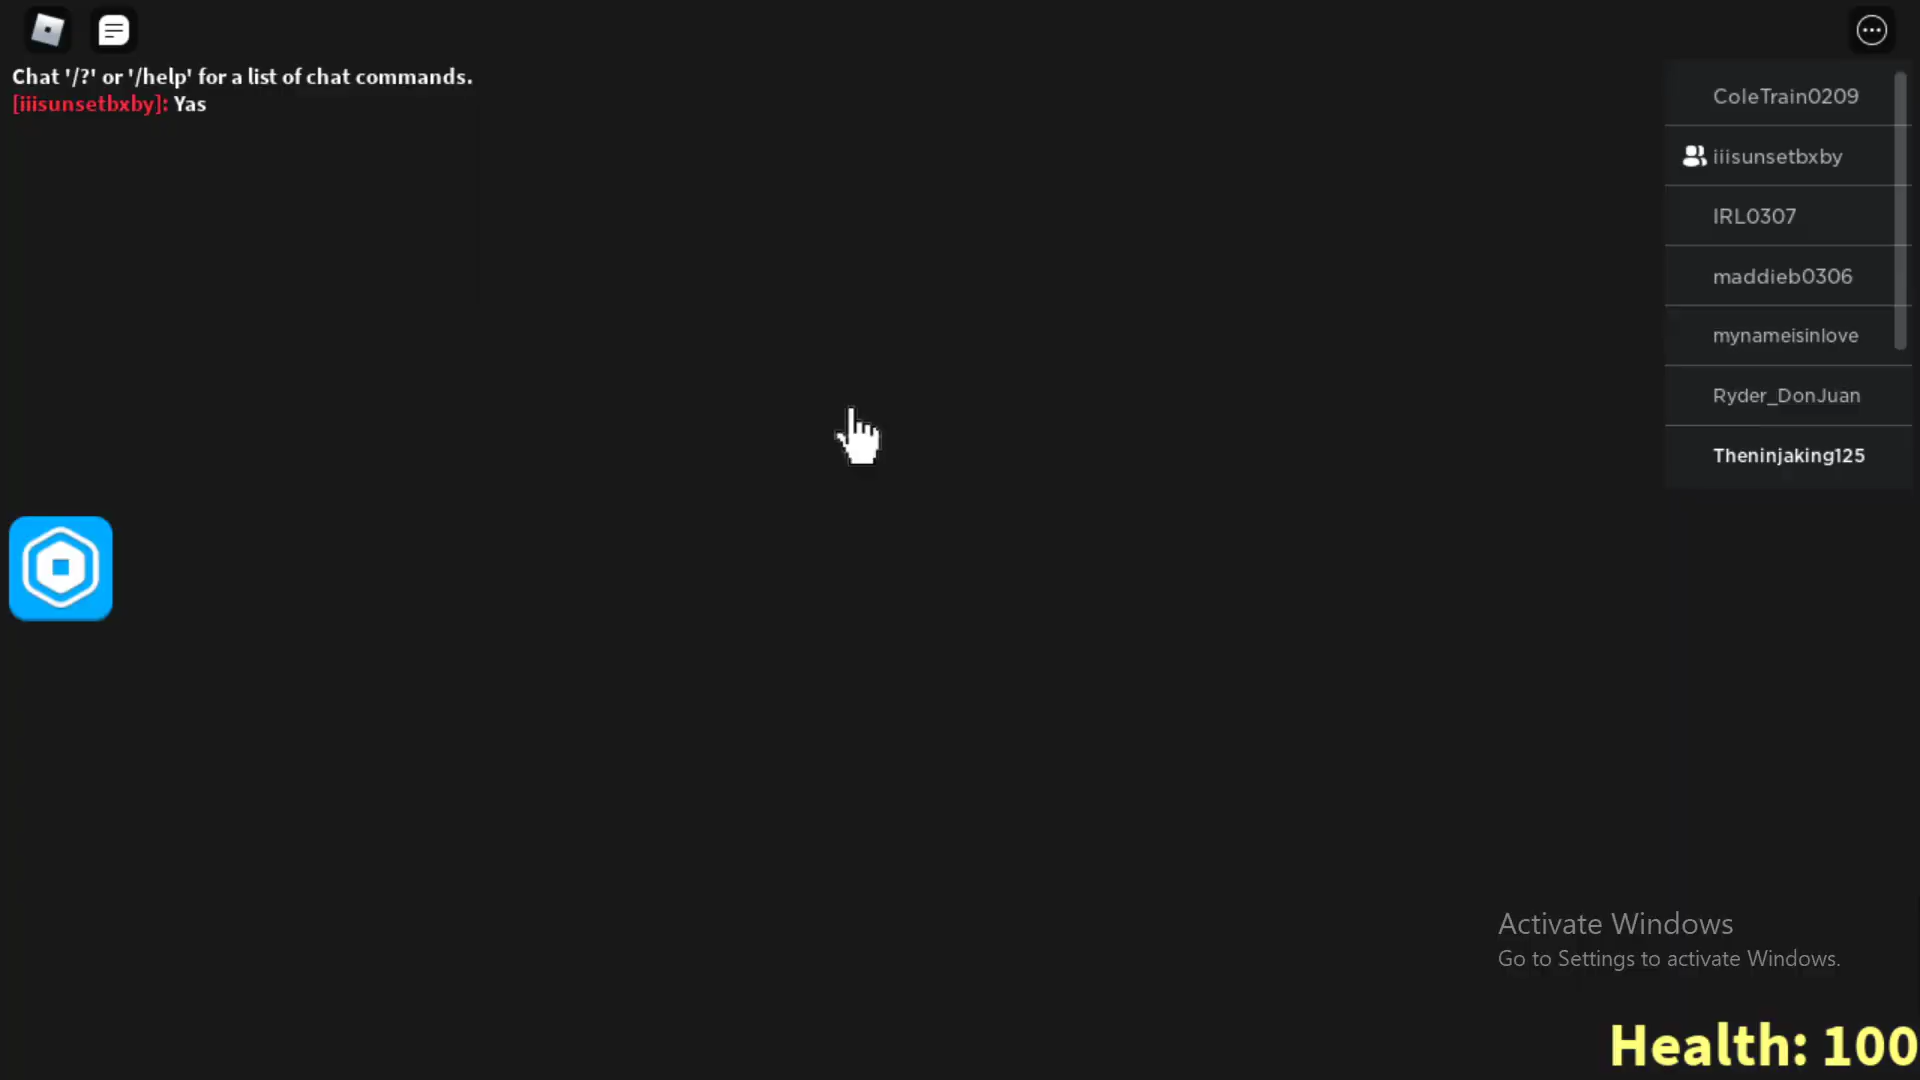 Chat '/?' or '/help' for a list of chat commands.
[iiisunsetbxby]: Yas
ColeTrain0209
iiisunsetbxby
IRL0307
maddieb0306
mynameisinlove
Ryder_DonJuan
Theninjaking125
Activate Windows
Go to Settings to activate Windows.
Health: 100